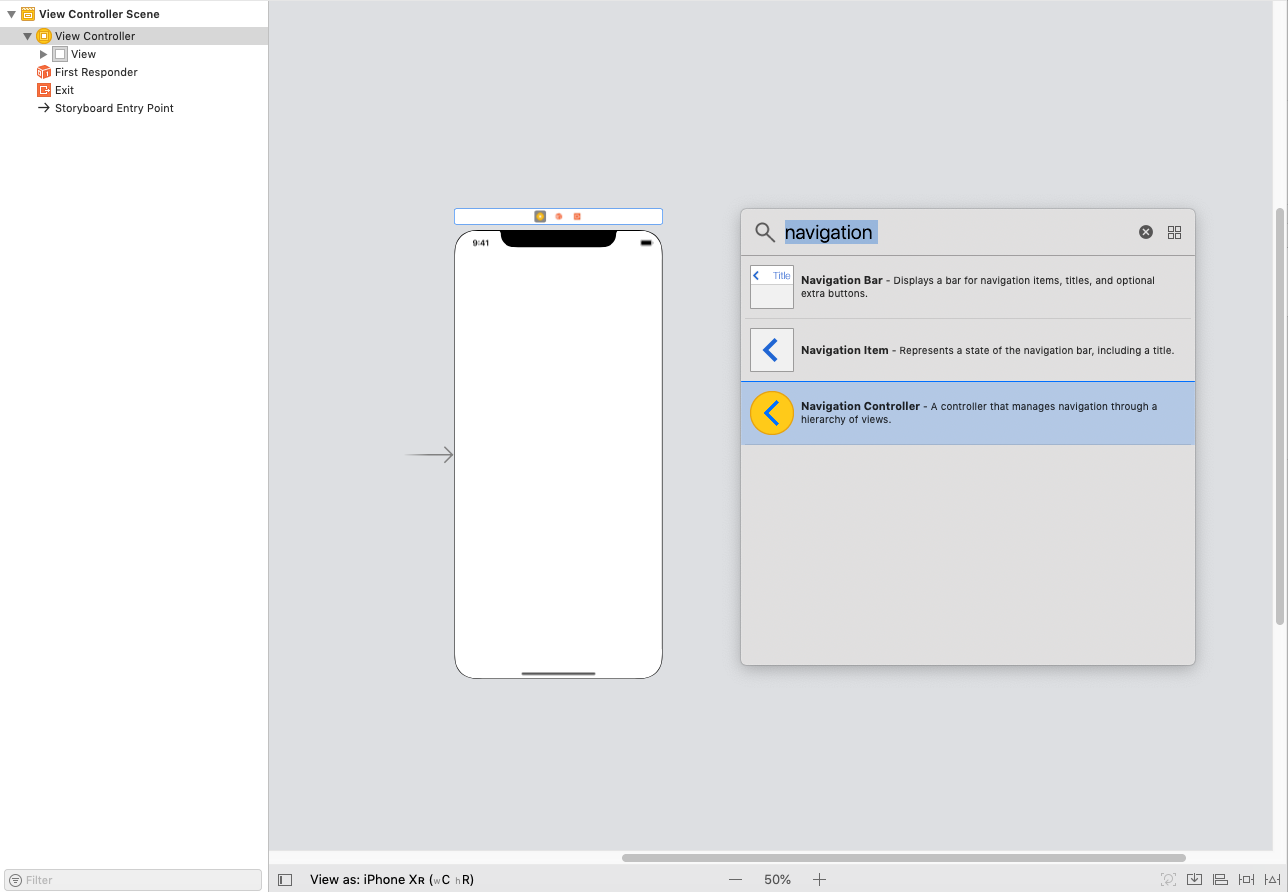 View Controller Scene
View Controller
View
First Responder
Exit
Storyboard Entry Point
9:41
navigation
Title
Navigation Bar - Displays a bar for navigation items, titles, and optional
extra buttons.
Navigation Item - Represents a state of the navigation bar, including a title.
Navigation Controller - A controller that manages navigation through a
hierarchy of views.
Filter
View as: iPhone XR (wC hR)
50%